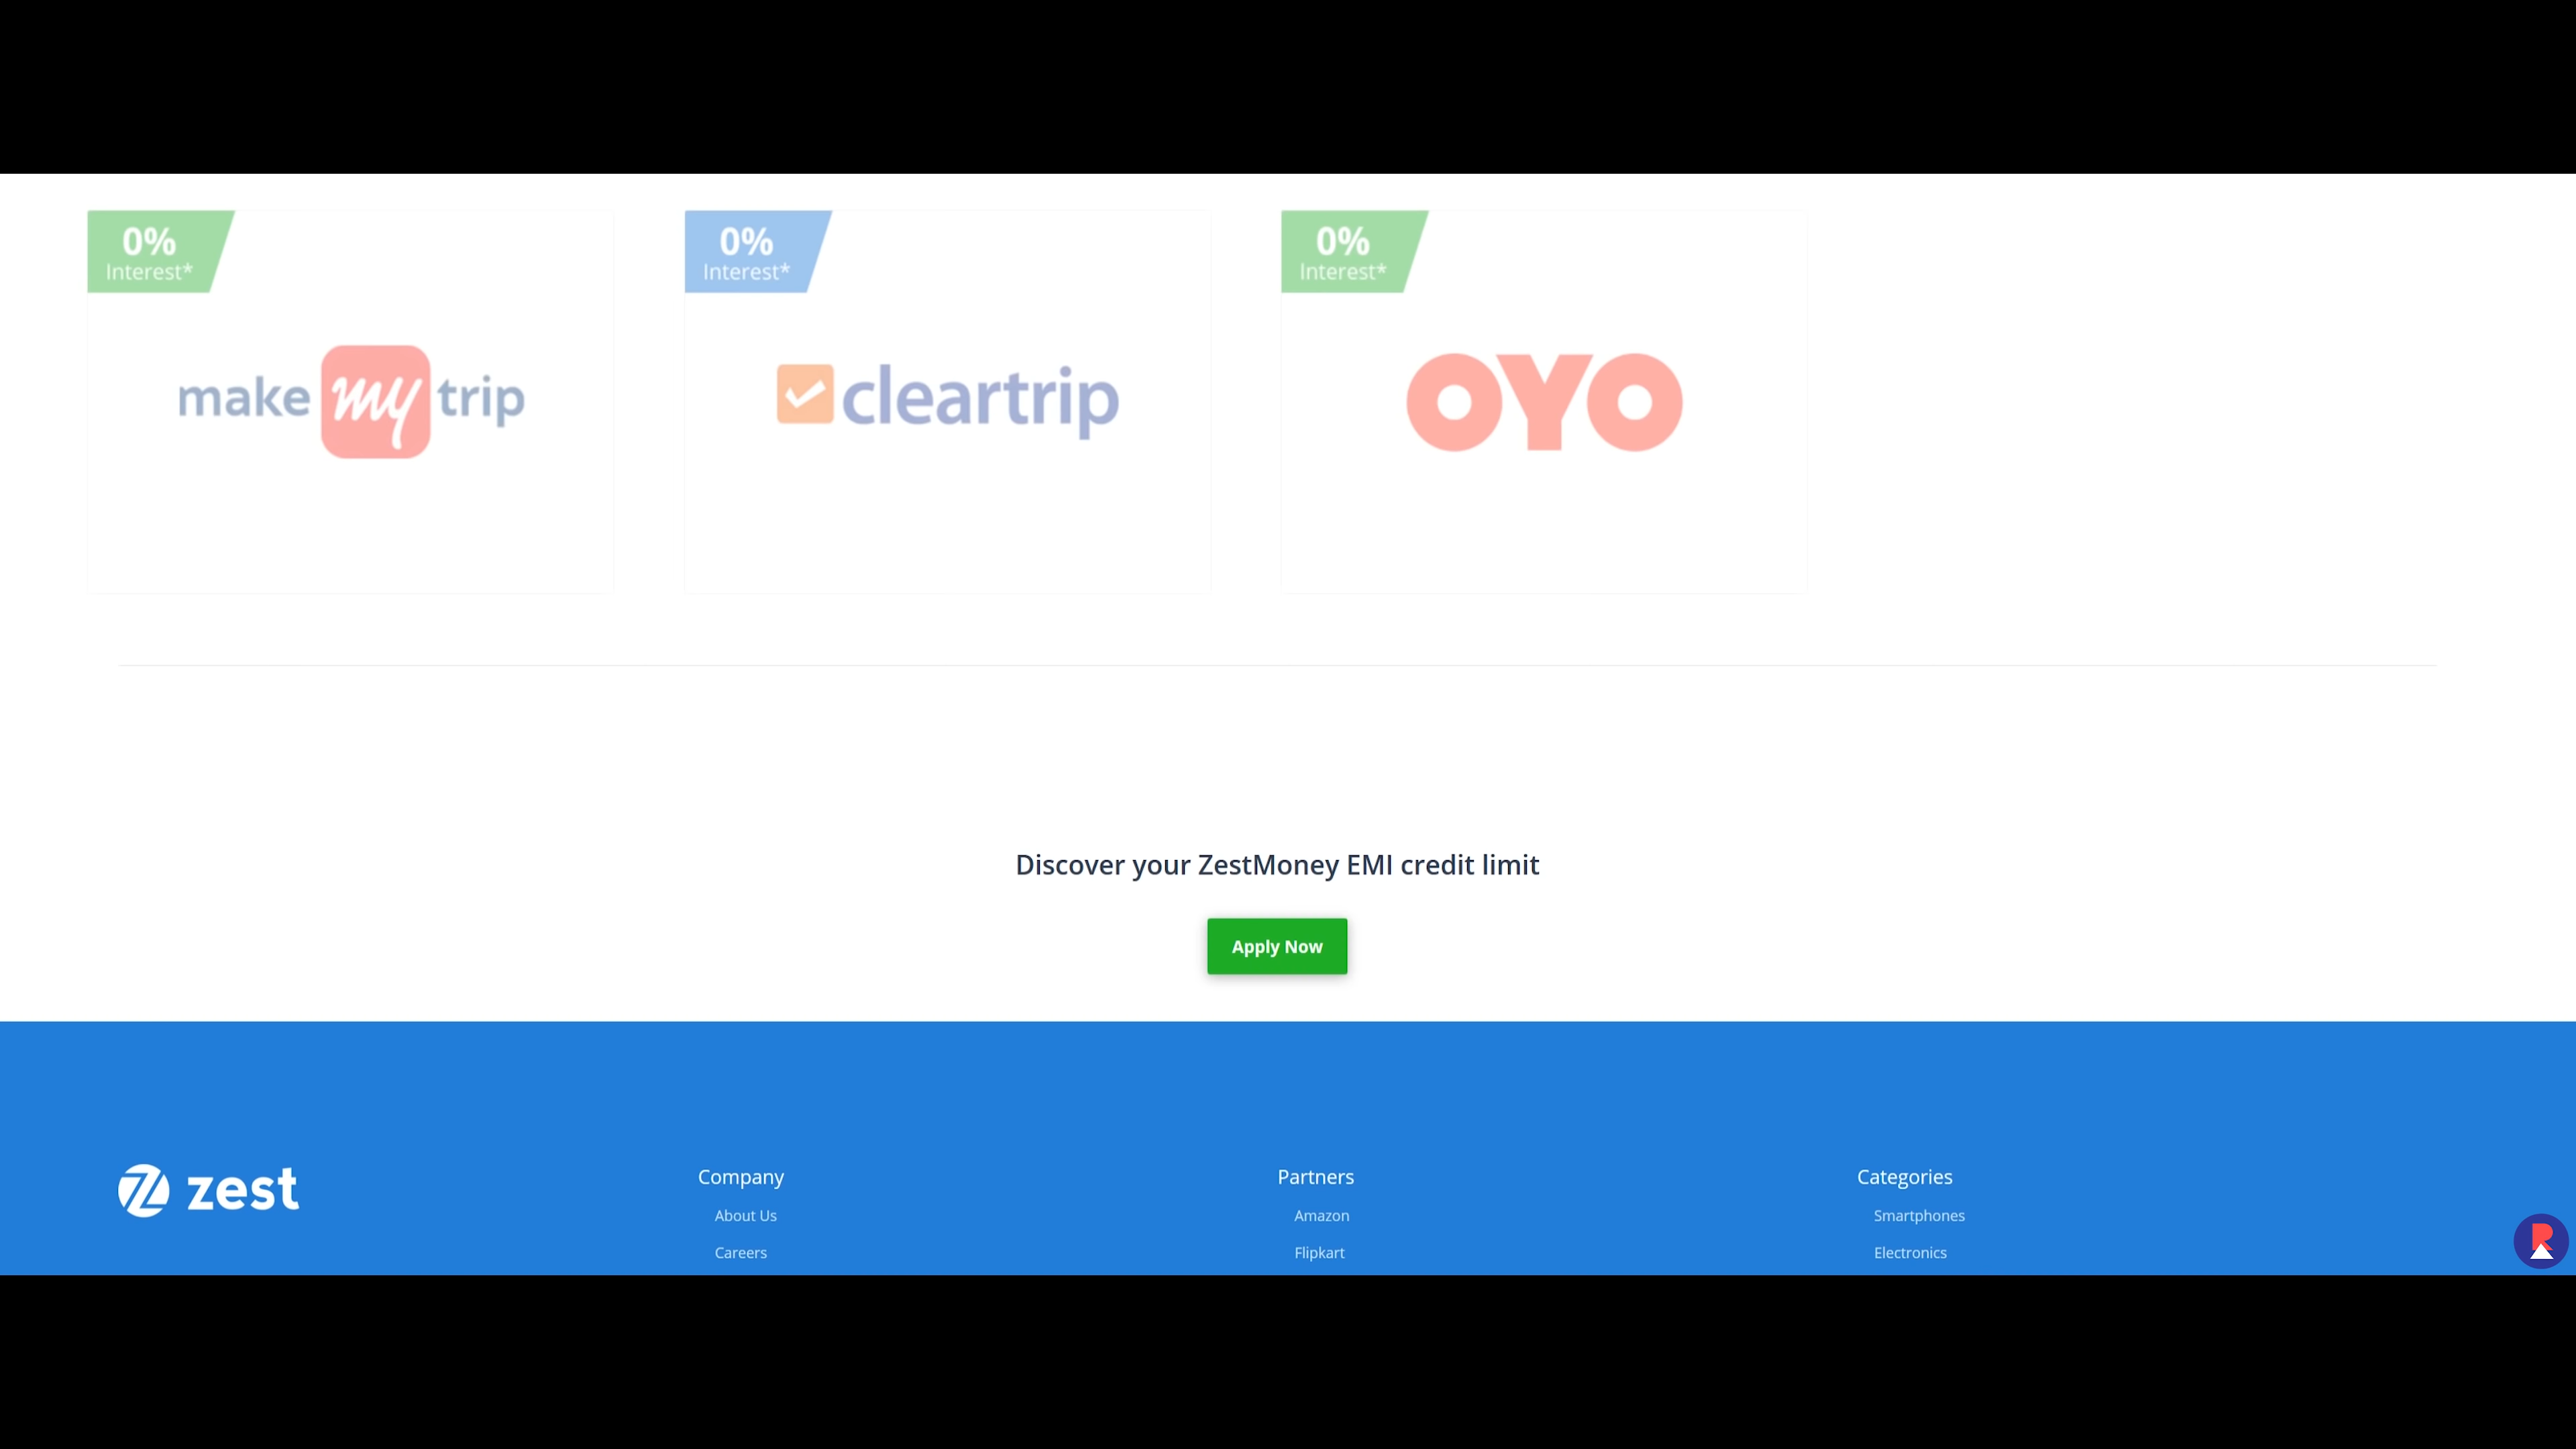 0%
Interest*
0%
Interest*
0%
Interest*
make my trip
cleartrip
OYO
Discover your ZestMoney EMI credit limit
Apply Now
zest
Company
About Us
Careers
Partners
Amazon
Flipkart
Categories
Smartphones
Electronics
R